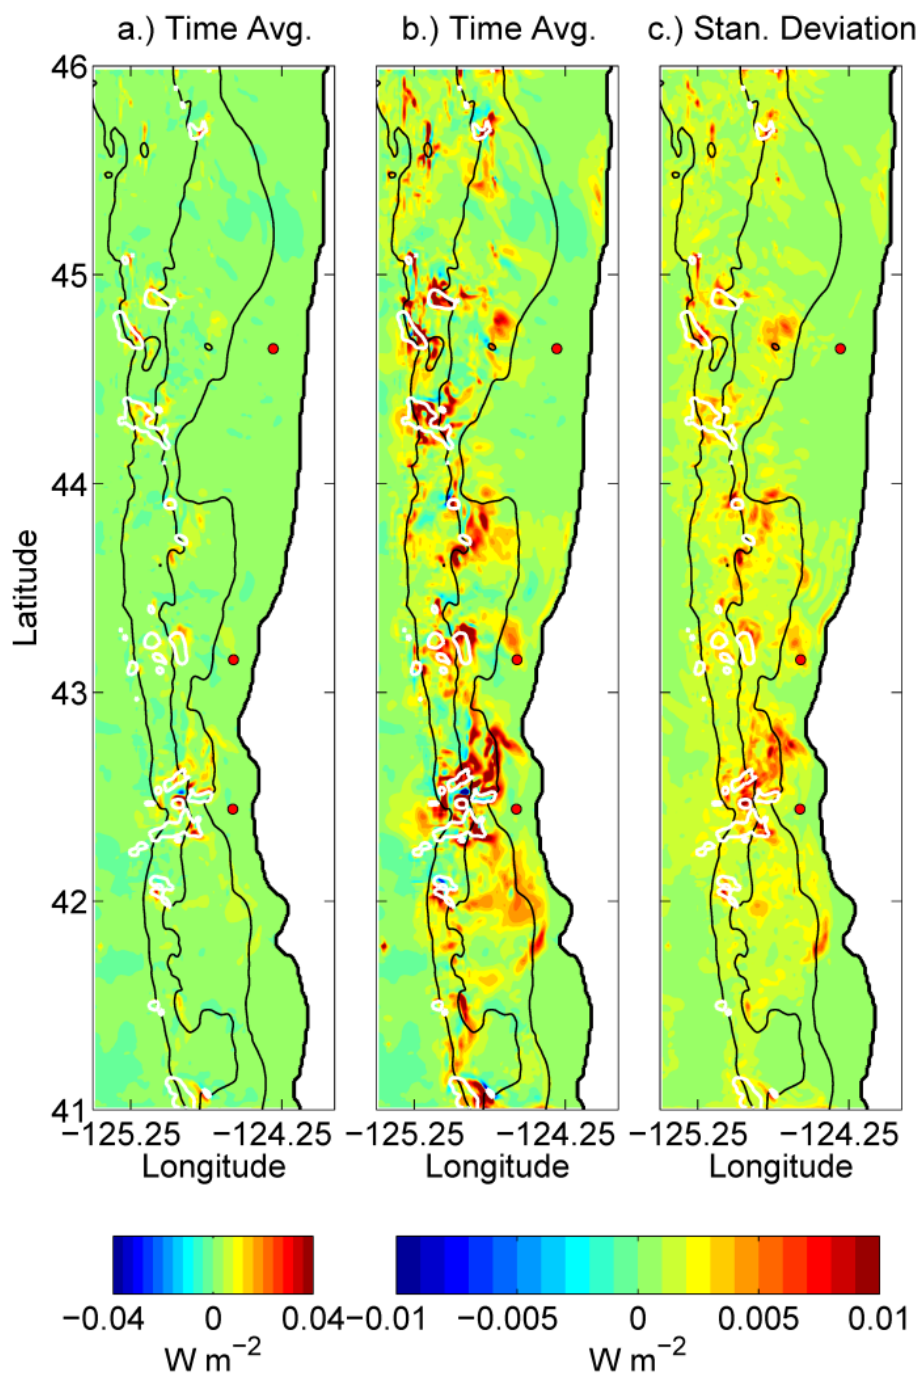 a.) Time Avg. b.) Time Avg. c.) Stan. Deviation
46
45
44
43
42
41
Latitude
−125.25 −124.25 −125.25 −124.25 −125.25 −124.25
Longitude Longitude Longitude
−0.04 0 0.04 −0.01 −0.005 0 0.005 0.01
W m⁻² W m⁻²